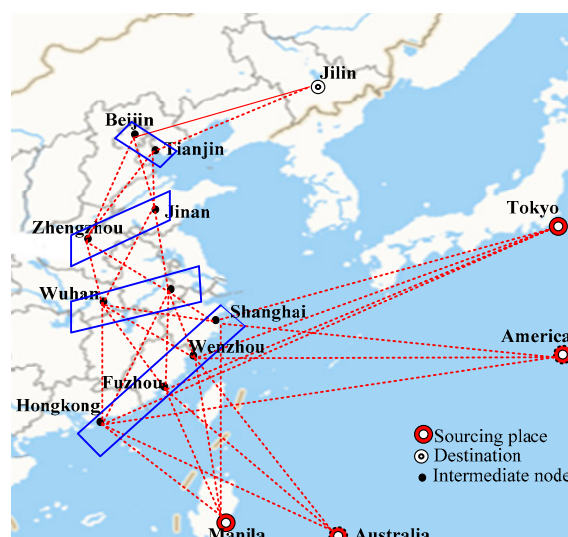 Jilin
Beijin
Tianjin
Jinan
Tokyo
Zhengzhou
Wuhan
Shanghai
America
Wenzhou
Fuzhou
Hongkong
Sourcing place
Destination
Intermediate node
Manila
Australia